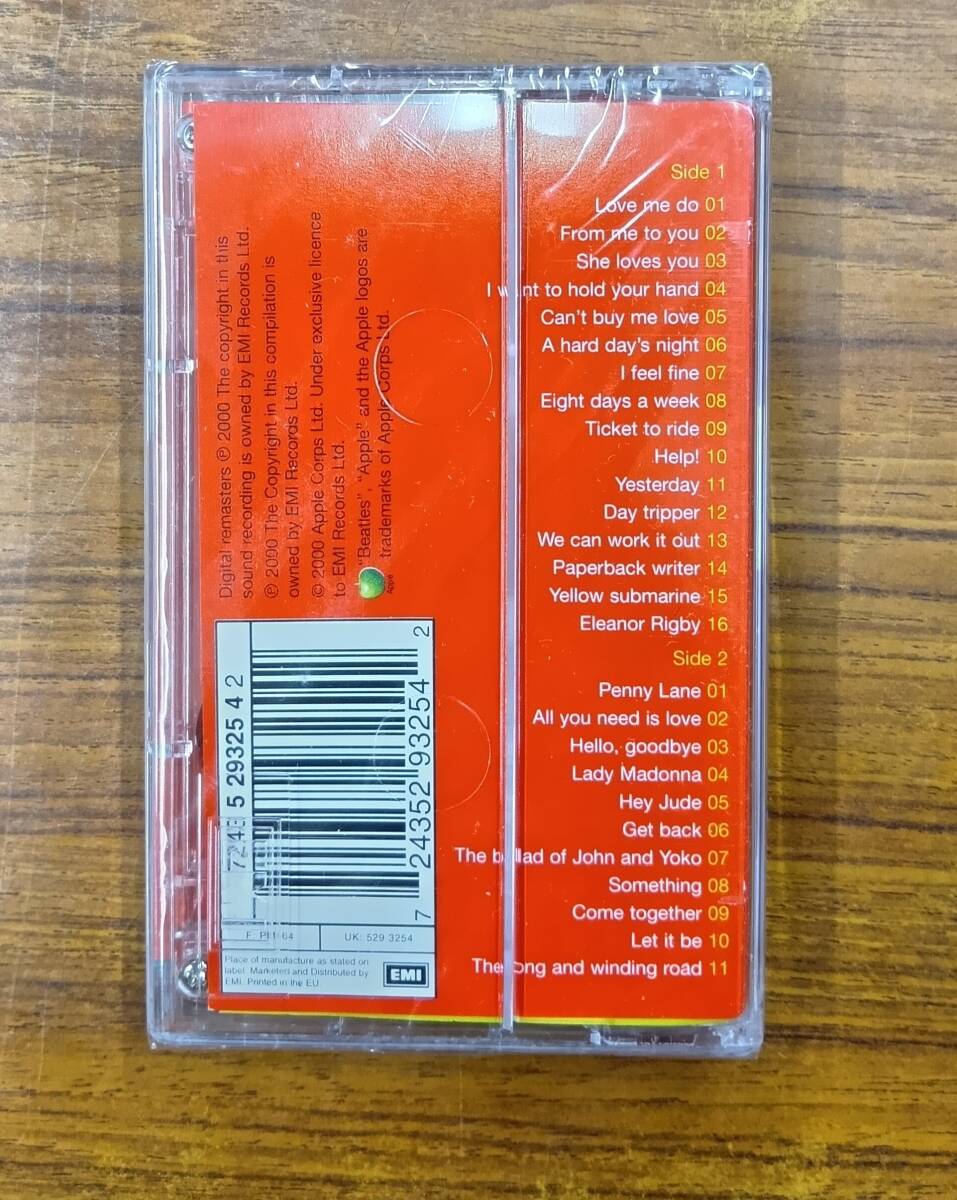 Side 1
Love me do 01
From me to you 02
She loves you 03
I want to hold your hand 04
Can't buy me love 05
A hard day's night 06
I feel fine 07
Eight days a week 08
Ticket to ride 09
Help! 10
Yesterday 11
Day tripper 12
We can work it out 13
Paperback writer 14
Yellow submarine 15
Eleanor Rigby 16
Side 2
Penny Lane 01
All you need is love 02
Hello, goodbye 03
Lady Madonna 04
Hey Jude 05
Get back 06
The ballad of John and Yoko 07
Something 08
Come together 09
Let it be 10
The long and winding road 11
Digital remasters ℗ 2000 The copyright in this
sound recording is owned by EMI Records Ltd.
℗ 2000 The Copyright in this compilation is
owned by EMI Records Ltd.
© 2000 Apple Corps Ltd. Under exclusive licence
to EMI Records Ltd.
"Beatles", "Apple" and the Apple logos are
trademarks of Apple Corps Ltd.
Apple
7243 5 29325 4 2
7 24352 93254 2
UK: 529 3254
Place of manufacture as stated on
label. Marketed and Distributed by
EMI. Printed in the EU.
EMI